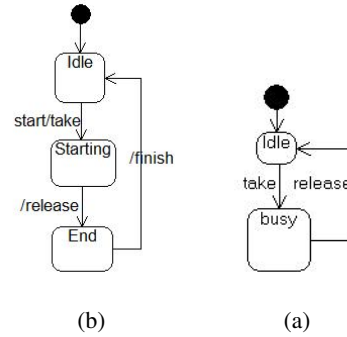 Idle
start/take
Starting
/finish
/release
End
(b)
Idle
take release
busy
(a)